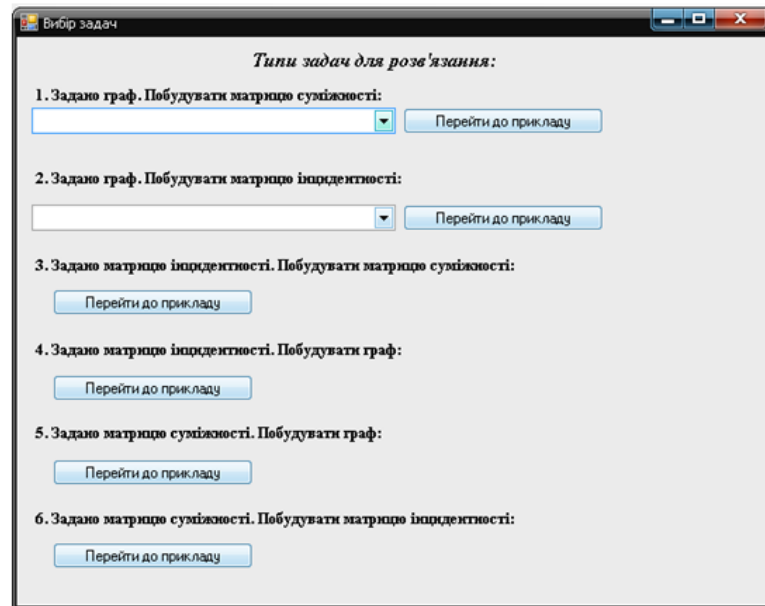 Вибір задач
Типи задач для розв'язання:
1. Задано граф. Побудувати матрицю суміжності:
Перейти до прикладу
2. Задано граф. Побудувати матрицю інцидентності:
Перейти до прикладу
3. Задано матрицю інцидентності. Побудувати матрицю суміжності:
Перейти до прикладу
4. Задано матрицю інцидентності. Побудувати граф:
Перейти до прикладу
5. Задано матрицю суміжності. Побудувати граф:
Перейти до прикладу
6. Задано матрицю суміжності. Побудувати матрицю інцидентності:
Перейти до прикладу